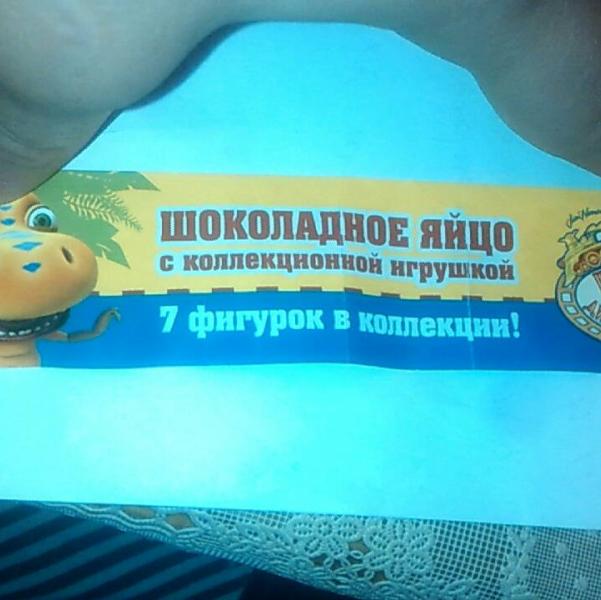 ШОКОЛАДНОЕ ЯЙЦО
с коллекционной игрушкой
7 фигурок в коллекции!